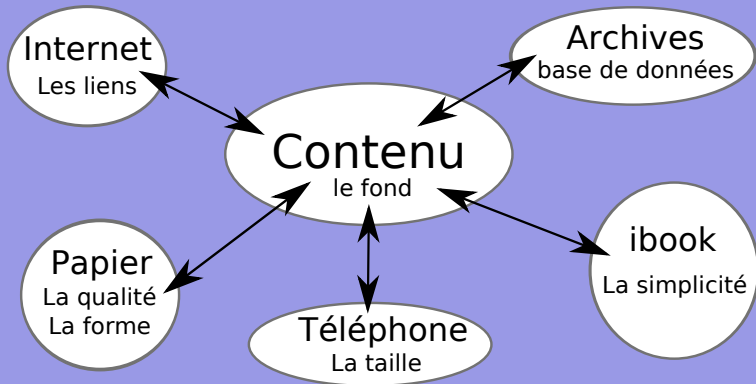 Internet
Les liens
Archives
base de données
Contenu
le fond
Papier
La qualité
La forme
Téléphone
La taille
ibook
La simplicité